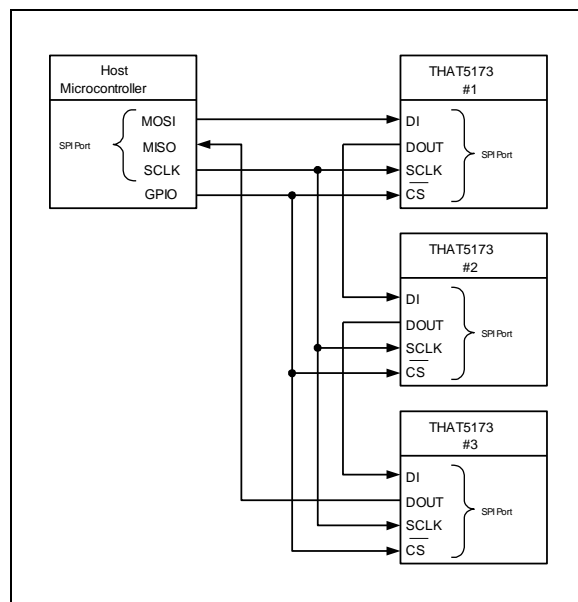 Host
Microcontroller
SPI Port
MOSI
MISO
SCLK
GPIO
THAT5173
#1
DI
DOUT
SCLK
CS
SPI Port
THAT5173
#2
DI
DOUT
SCLK
CS
SPI Port
THAT5173
#3
DI
DOUT
SCLK
CS
SPI Port